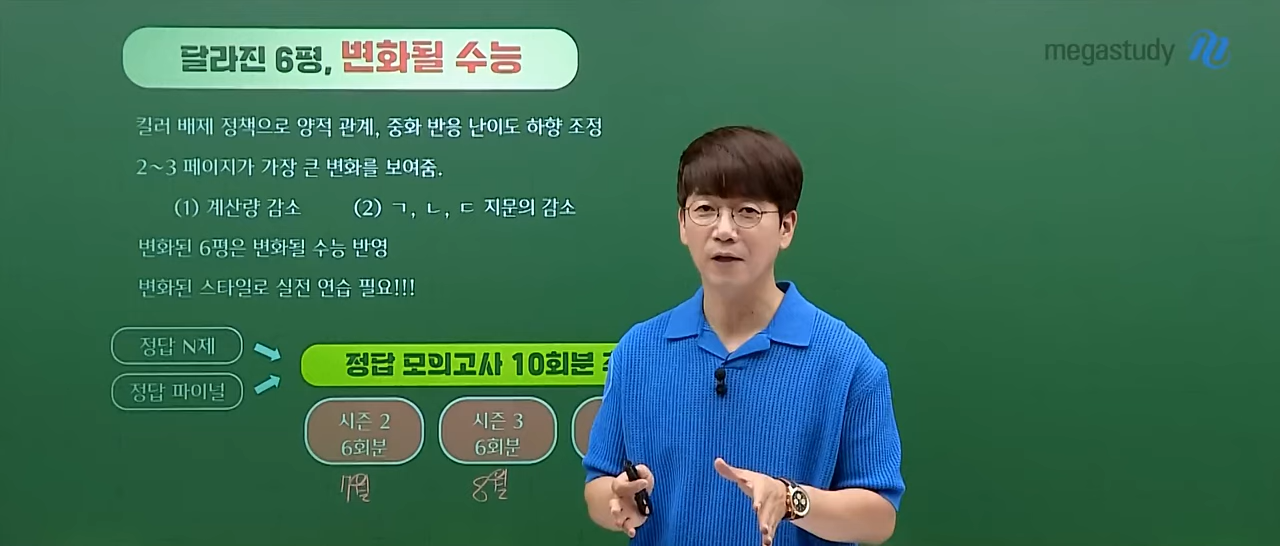 megastudy
달라진 6평, 변화될 수능
킬러 배제 정책으로 양적 관계, 중화 반응 난이도 하향 조정
2~3 페이지가 가장 큰 변화를 보여줌.
(1) 계산량 감소 (2) ㄱ, ㄴ, ㄷ 지문의 감소
변화된 6평은 변화될 수능 반영
변화된 스타일로 실전 연습 필요!!!
정답 N제
정답 파이널
정답 모의고사 10회분
시즌 2
6회분
시즌 3
6회분
7월
8월